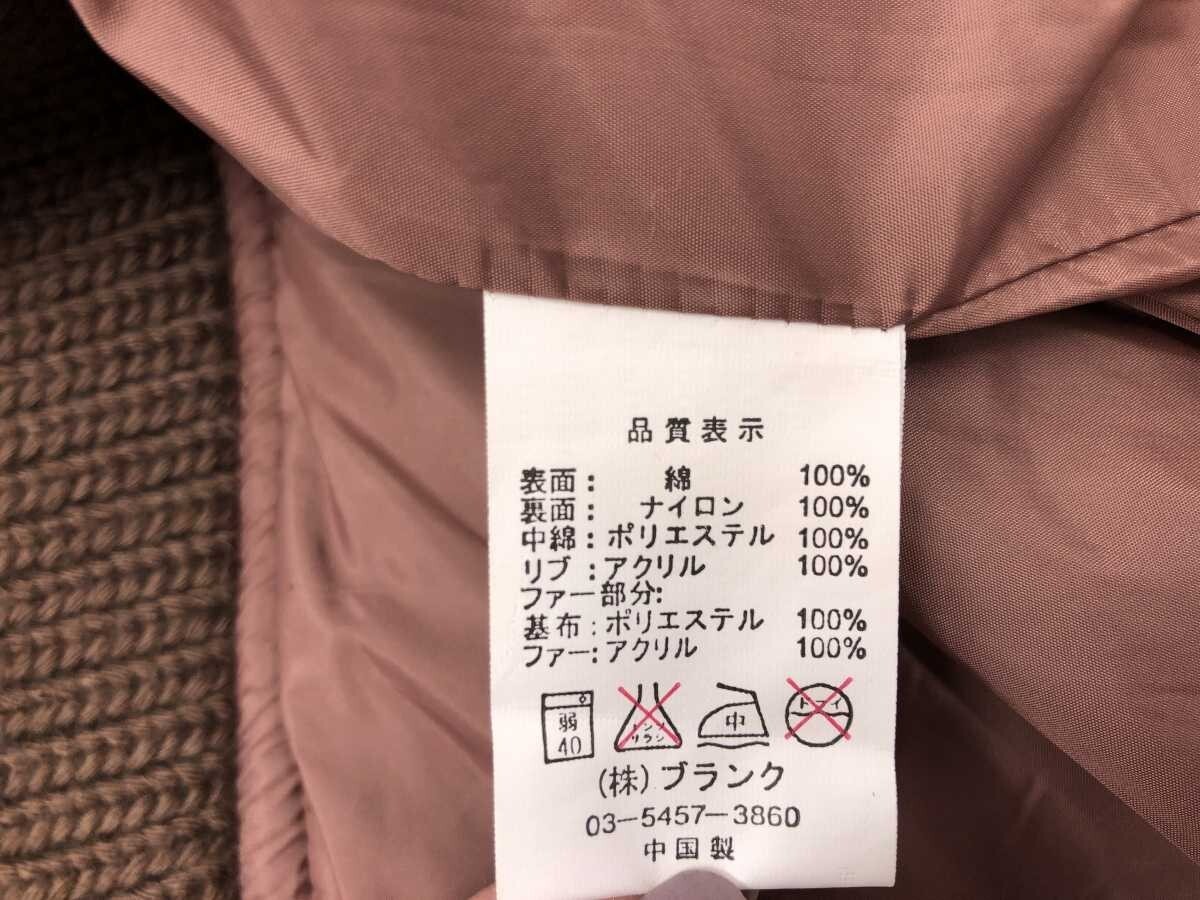 品質表示
表面: 綿 100%
裏面: ナイロン 100%
中綿: ポリエステル 100%
リブ: アクリル 100%
ファー部分:
基布: ポリエステル 100%
ファー: アクリル 100%
弱 中 ドライ
40
(株) ブランク
03-5457-3860
中国製